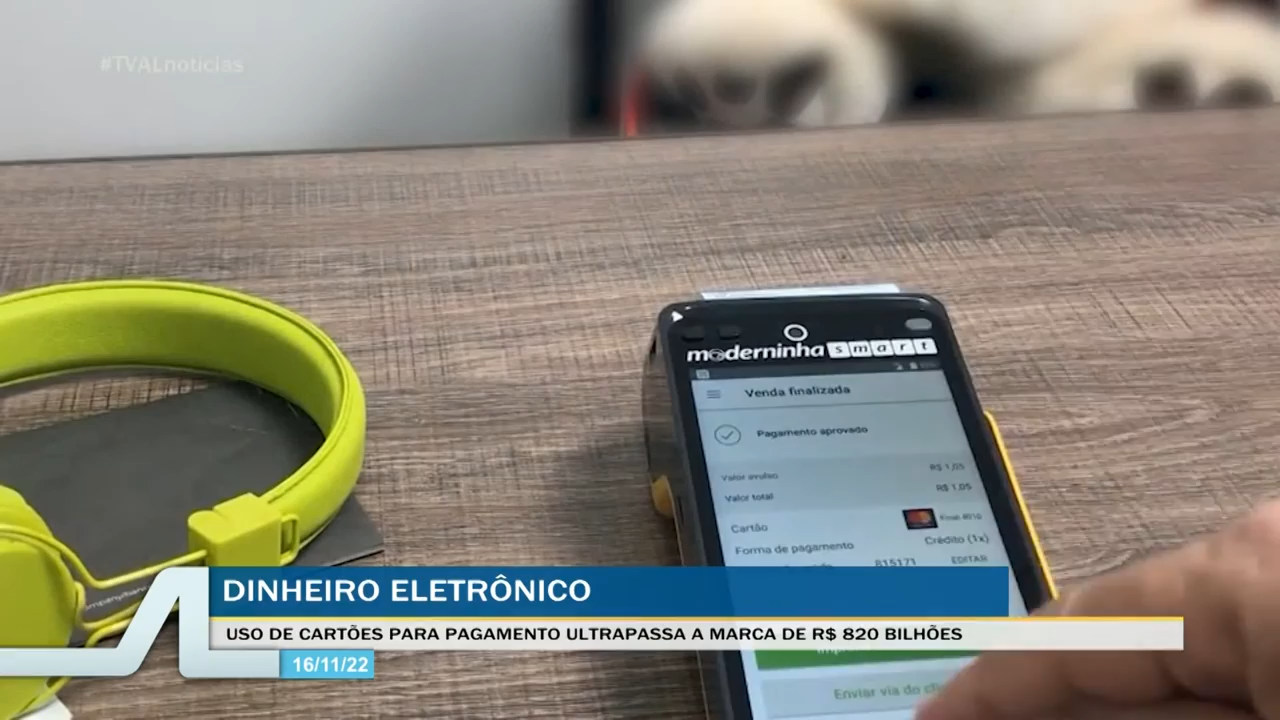 #TVALnoticias
moderninha smart
Venda finalizada
Pagamento aprovado
Valor avulso R$ 1,05
Valor total R$ 1,05
Cartão Final 4010
Forma de pagamento Crédito (1x)
815171 EDITAR
Enviar via do
DINHEIRO ELETRÔNICO
USO DE CARTÕES PARA PAGAMENTO ULTRAPASSA A MARCA DE R$ 820 BILHÕES
16/11/22